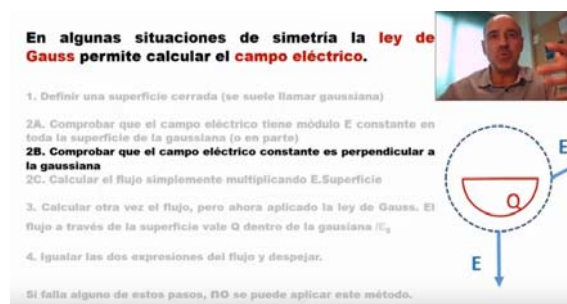 En algunas situaciones de simetría la ley de
Gauss permite calcular el campo eléctrico.
1. Definir una superficie cerrada (se suele llamar gaussiana)
2A. Comprobar que el campo eléctrico tiene módulo E constante en
toda la superficie de la gaussiana (o en parte)
2B. Comprobar que el campo eléctrico constante es perpendicular a
la gaussiana
2C. Calcular el flujo simplemente multiplicando E.Superficie
3. Calcular otra vez el flujo, pero ahora aplicado la ley de Gauss. El
flujo a través de la superficie vale Q dentro de la gausiana /ε₀
4. Igualar las dos expresiones del flujo y despejar.
Si falla alguno de estos pasos, no se puede aplicar este método.
E
Q
E